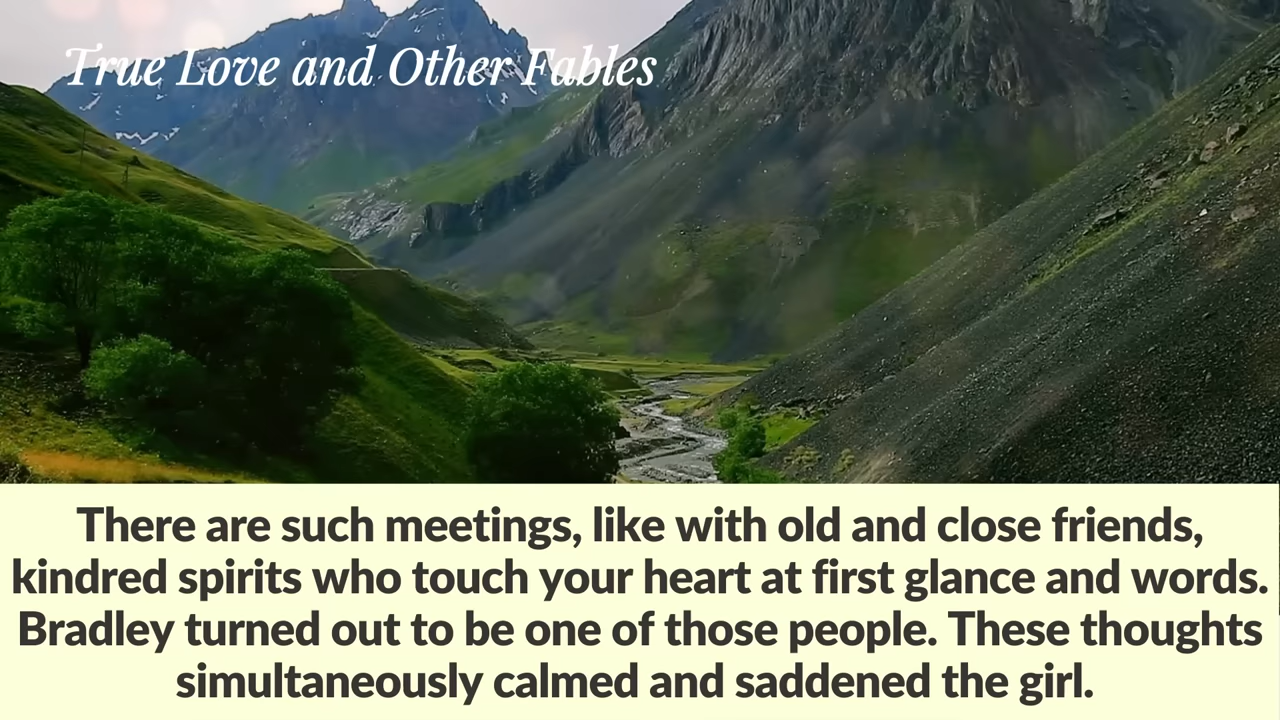 True Love and Other Fables
There are such meetings, like with old and close friends,
kindred spirits who touch your heart at first glance and words.
Bradley turned out to be one of those people. These thoughts
simultaneously calmed and saddened the girl.